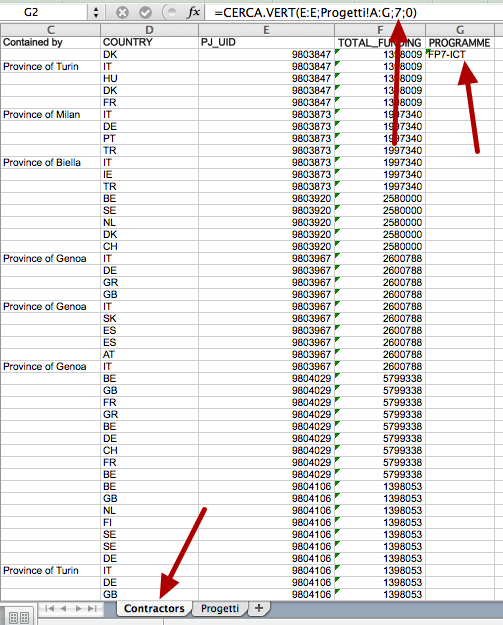 G2 fx =CERCA.VERT(E:E;Progetti!A:G;7;0)
C D E F G
Contained by COUNTRY PJ_UID TOTAL_FUNDING PROGRAMME
DK 9803847 1398009 FP7-ICT
Province of Turin IT 9803847 1398009
HU 9803847 1398009
DK 9803847 1398009
FR 9803847 1398009
Province of Milan IT 9803873 1997340
DE 9803873 1997340
PT 9803873 1997340
TR 9803873 1997340
Province of Biella IT 9803873 1997340
IE 9803873 1997340
TR 9803873 1997340
BE 9803920 2580000
SE 9803920 2580000
NL 9803920 2580000
DK 9803920 2580000
CH 9803920 2580000
Province of Genoa IT 9803967 2600788
DE 9803967 2600788
GR 9803967 2600788
GB 9803967 2600788
Province of Genoa IT 9803967 2600788
SK 9803967 2600788
ES 9803967 2600788
ES 9803967 2600788
AT 9803967 2600788
Province of Genoa IT 9803967 2600788
BE 9804029 5799338
GB 9804029 5799338
FR 9804029 5799338
GR 9804029 5799338
BE 9804029 5799338
DE 9804029 5799338
CH 9804029 5799338
FR 9804029 5799338
BE 9804029 5799338
BE 9804106 1398053
GB 9804106 1398053
NL 9804106 1398053
FI 9804106 1398053
SE 9804106 1398053
SE 9804106 1398053
DE 9804106 1398053
Province of Turin IT 9804106 1398053
DE 9804106 1398053
GB 9804106 1398053
Contractors Progetti +